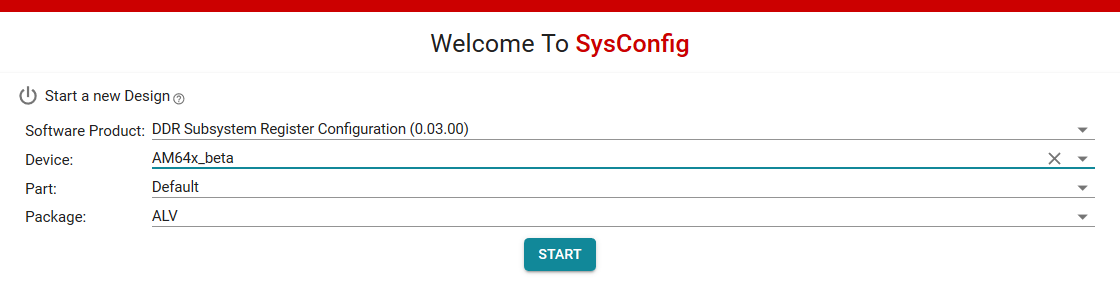 Welcome To SysConfig
Start a new Design ?
Software Product: DDR Subsystem Register Configuration (0.03.00)
Device: AM64x_beta
Part: Default
Package: ALV
START